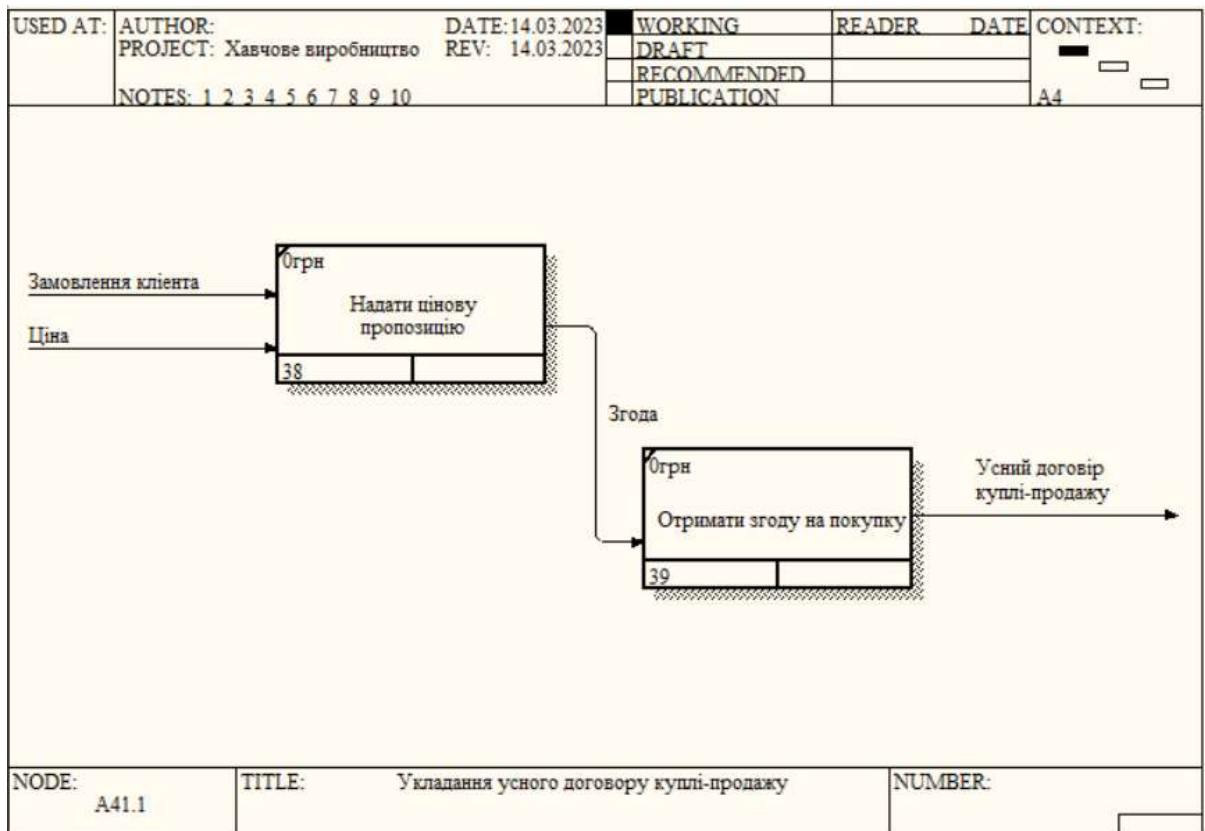 USED AT: AUTHOR: DATE: 14.03.2023 WORKING READER DATE CONTEXT:
PROJECT: Хавчове виробництво REV: 14.03.2023 DRAFT
RECOMMENDED
NOTES: 1 2 3 4 5 6 7 8 9 10 PUBLICATION A4
0грн
Замовлення клієнта
Надати цінову
пропозицію
Ціна
38
Згода
0грн
Усний договір
куплі-продажу
Отримати згоду на покупку
39
NODE: TITLE: Укладання усного договору куплі-продажу NUMBER:
A41.1